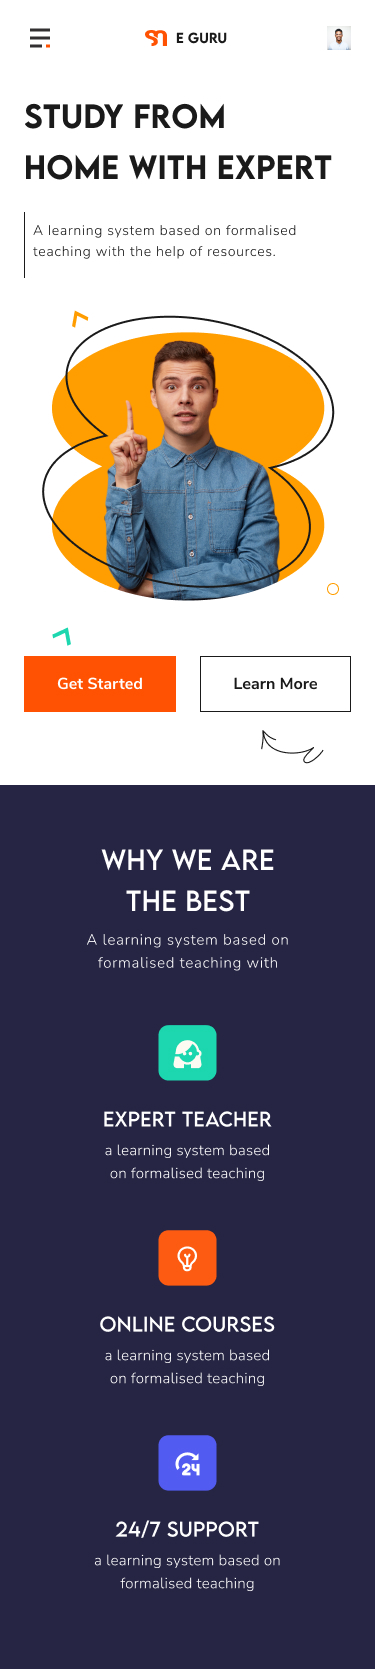 E GURU
STUDY FROM
HOME WITH EXPERT
A learning system based on formalised
teaching with the help of resources.
Get Started
Learn More
WHY WE ARE
THE BEST
A learning system based on
formalised teaching with
EXPERT TEACHER
a learning system based
on formalised teaching
ONLINE COURSES
a learning system based
on formalised teaching
24
24/7 SUPPORT
a learning system based on
formalised teaching